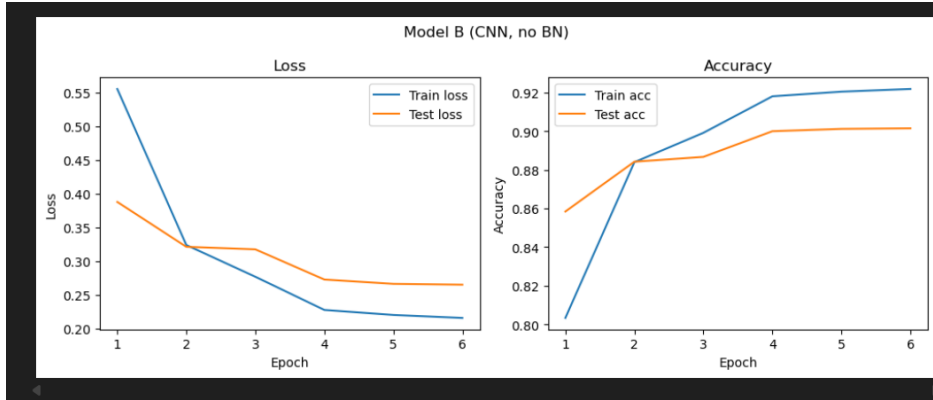 Model B (CNN, no BN)
Loss
Train loss
Test loss
0.55
0.50
0.45
0.40
0.35
0.30
0.25
0.20
Loss
1 2 3 4 5 6
Epoch
Accuracy
Train acc
Test acc
0.92
0.90
0.88
0.86
0.84
0.82
0.80
Accuracy
1 2 3 4 5 6
Epoch